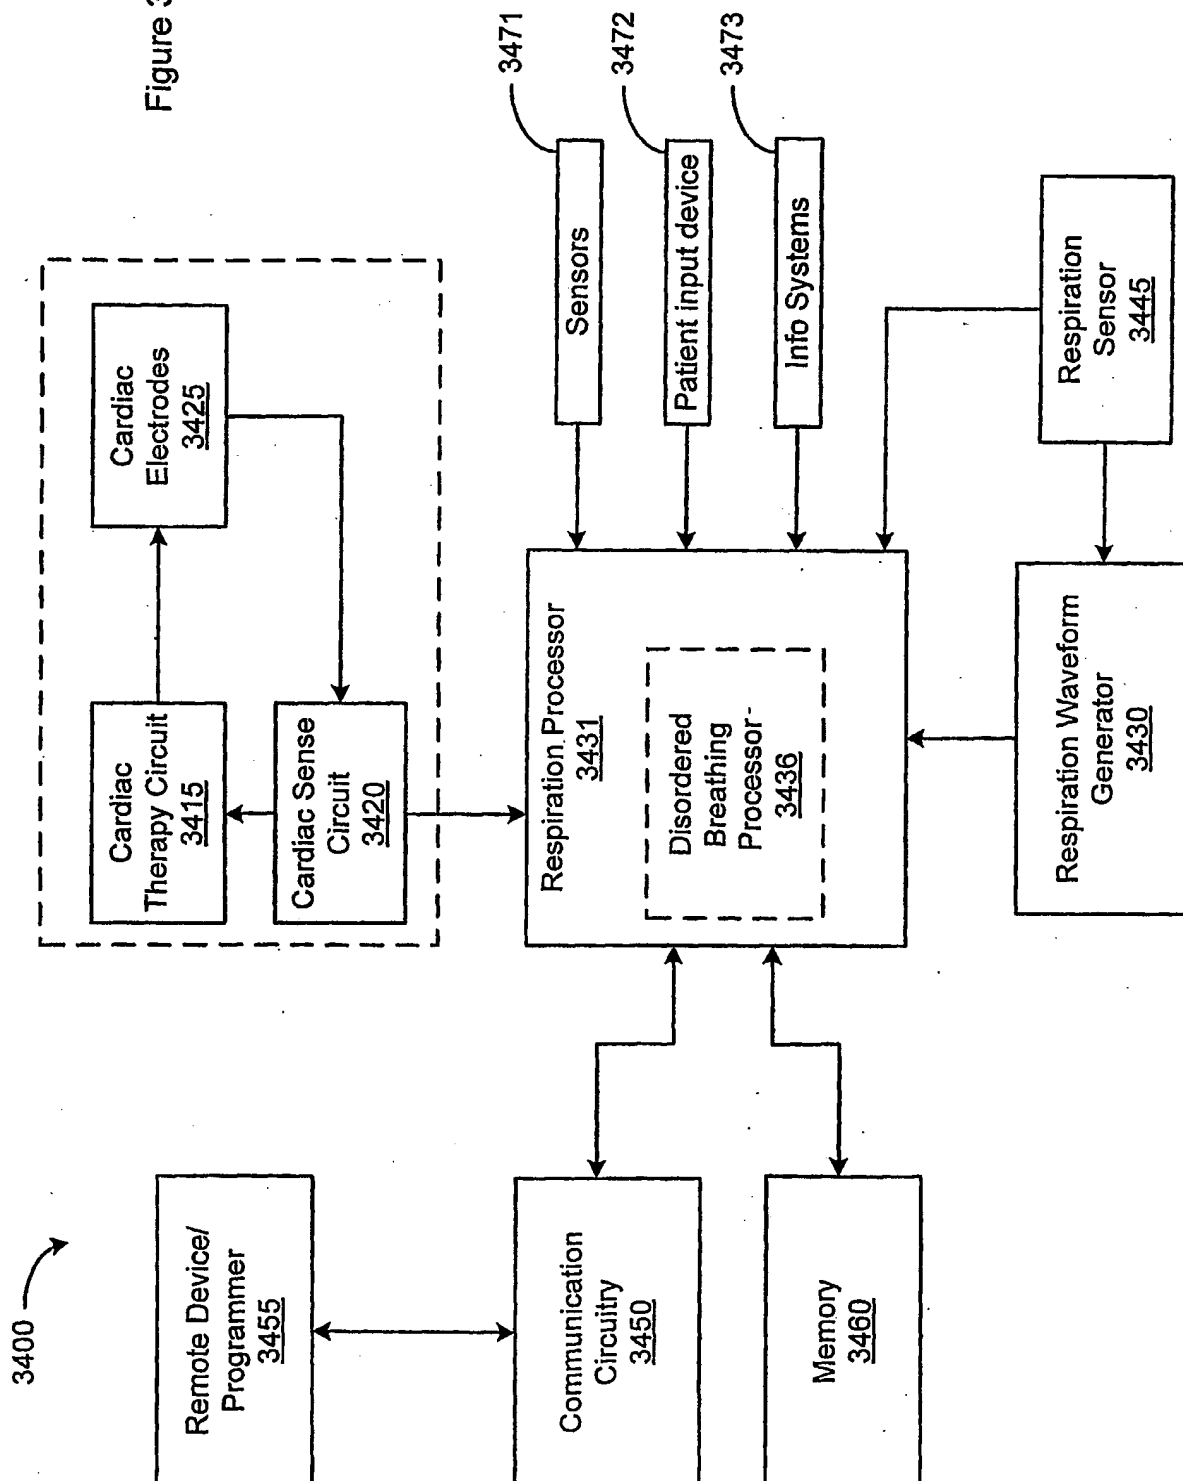 3400
Remote Device/
Programmer
3455
Communication
Circuitry
3450
Memory
3460
Cardiac
Therapy Circuit
3415
Cardiac Sense
Circuit
3420
Cardiac
Electrodes
3425
Respiration Processor
3431
Disordered
Breathing
Processor-
3436
Respiration Waveform
Generator
3430
Sensors
Patient input device
Info Systems
Respiration
Sensor
3445
3471
3472
3473
Figure 3